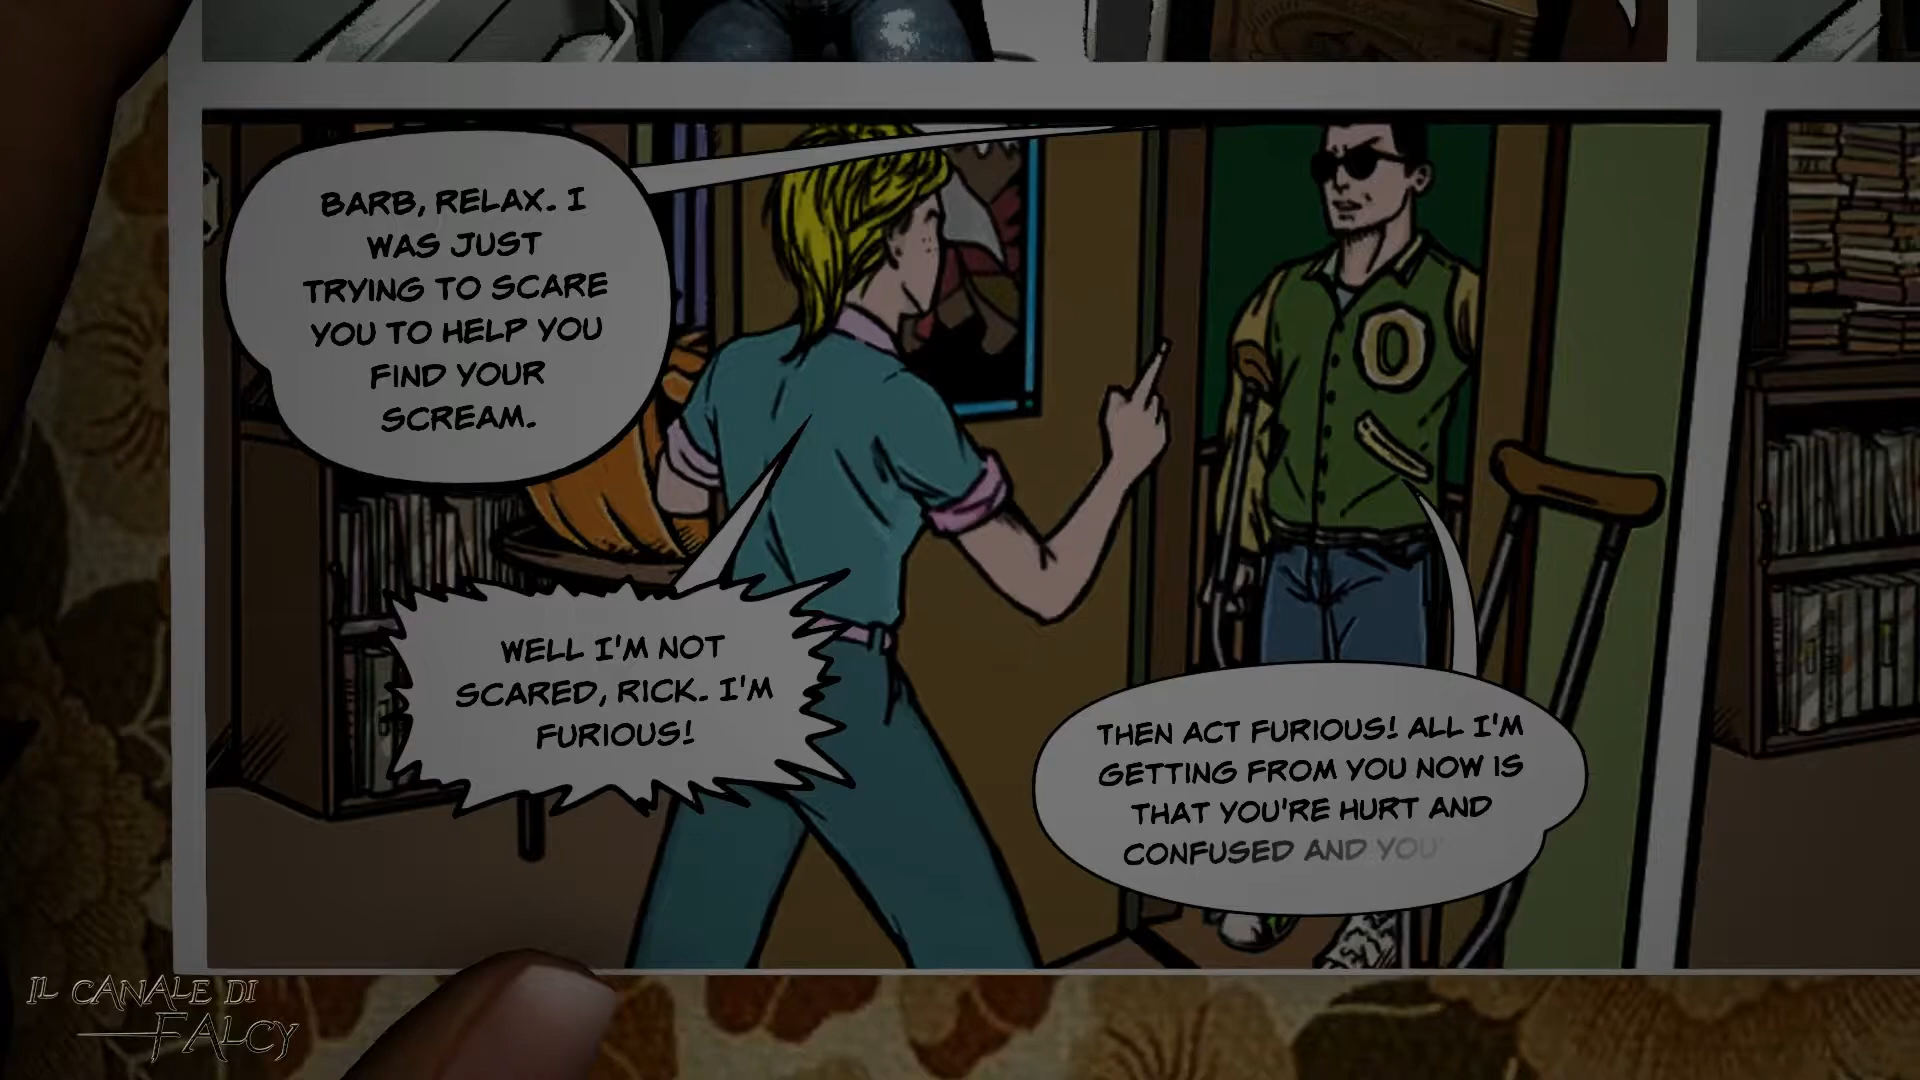 BARB, RELAX. I
WAS JUST
TRYING TO SCARE
YOU TO HELP YOU
FIND YOUR
SCREAM.
WELL I'M NOT
SCARED, RICK. I'M
FURIOUS!
THEN ACT FURIOUS! ALL I'M
GETTING FROM YOU NOW IS
THAT YOU'RE HURT AND
CONFUSED AND YOU'
O
IL CANALE DI
FALCY